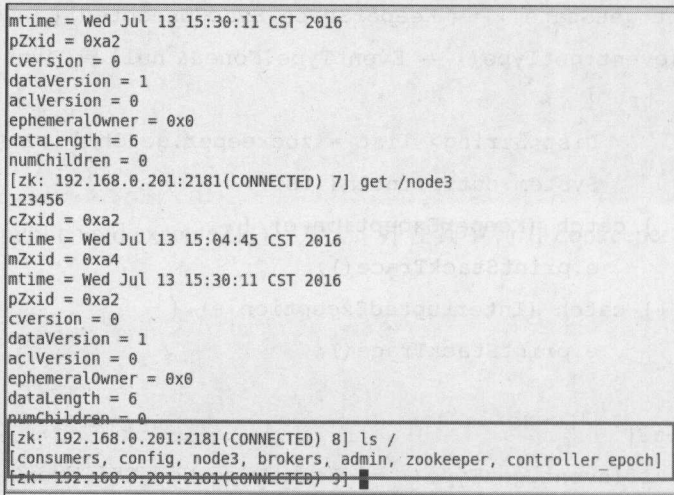 mtime = Wed Jul 13 15:30:11 CST 2016
pZxid = 0xa2
cversion = 0
dataVersion = 1
aclVersion = 0
ephemeralOwner = 0x0
dataLength = 6
numChildren = 0
[zk: 192.168.0.201:2181(CONNECTED) 7] get /node3
123456
cZxid = 0xa2
ctime = Wed Jul 13 15:04:45 CST 2016
mZxid = 0xa4
mtime = Wed Jul 13 15:30:11 CST 2016
pZxid = 0xa2
cversion = 0
dataVersion = 1
aclVersion = 0
ephemeralOwner = 0x0
dataLength = 6
numChildren = 0
[zk: 192.168.0.201:2181(CONNECTED) 8] ls /
[consumers, config, node3, brokers, admin, zookeeper, controller_epoch]
[zk: 192.168.0.201:2181(CONNECTED) 9]